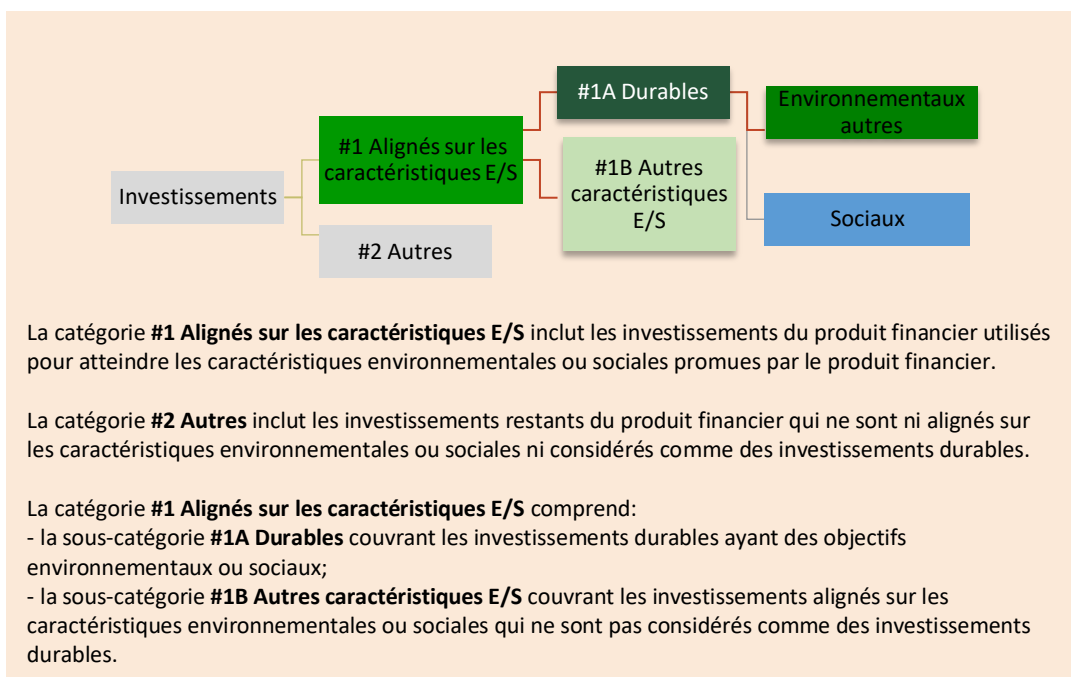 #1A Durables
Environnementaux
autres
#1 Alignés sur les
caractéristiques E/S
#1B Autres
caractéristiques
E/S
Investissements
Sociaux
#2 Autres
La catégorie #1 Alignés sur les caractéristiques E/S inclut les investissements du produit financier utilisés
pour atteindre les caractéristiques environnementales ou sociales promues par le produit financier.
La catégorie #2 Autres inclut les investissements restants du produit financier qui ne sont ni alignés sur
les caractéristiques environnementales ou sociales ni considérés comme des investissements durables.
La catégorie #1 Alignés sur les caractéristiques E/S comprend:
- la sous-catégorie #1A Durables couvrant les investissements durables ayant des objectifs
environnementaux ou sociaux;
- la sous-catégorie #1B Autres caractéristiques E/S couvrant les investissements alignés sur les
caractéristiques environnementales ou sociales qui ne sont pas considérés comme des investissements
durables.